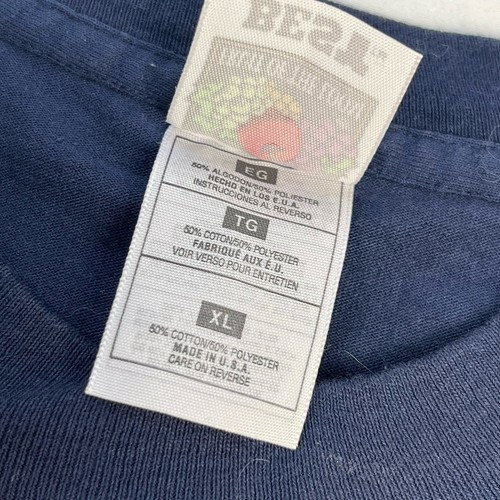 BEST
FRUIT OF THE LOOM
EG
50% ALGODON/50% POLIESTER
HECHO EN LOS E.U.A.
INSTRUCCIONES AL REVERSO
TG
50% COTON/50% POLYESTER
FABRIQUÉ AUX É.U.
VOIR VERSO POUR ENTRETIEN
XL
50% COTTON/50% POLYESTER
MADE IN U.S.A.
CARE ON REVERSE